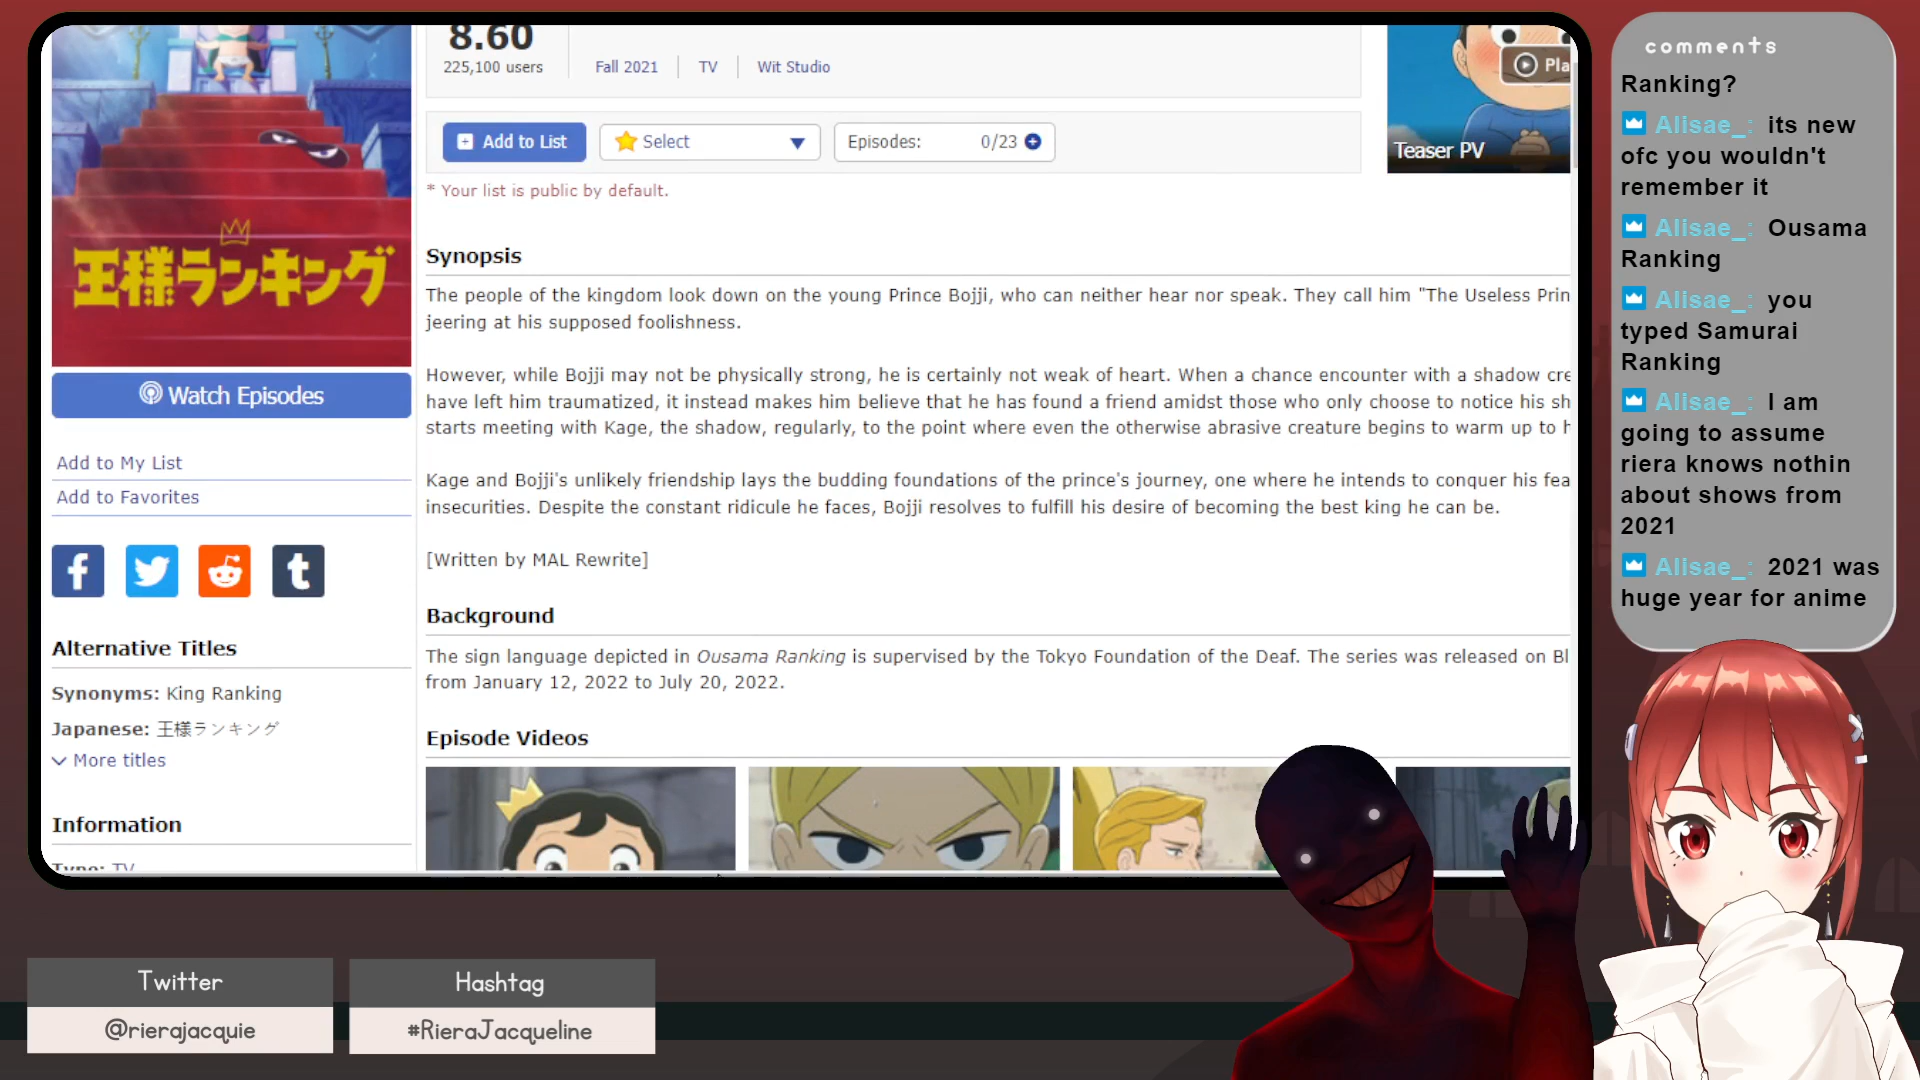 8.60
225,100 users
Fall 2021
TV
Wit Studio
Add to List
Select
Episodes: 0/23
* Your list is public by default.
Pla
Teaser PV
王様ランキング
Watch Episodes
Add to My List
Add to Favorites
Alternative Titles
Synonyms: King Ranking
Japanese: 王様ランキング
More titles
Information
Type: TV
Synopsis
The people of the kingdom look down on the young Prince Bojji, who can neither hear nor speak. They call him "The Useless Prin
jeering at his supposed foolishness.
However, while Bojji may not be physically strong, he is certainly not weak of heart. When a chance encounter with a shadow cre
have left him traumatized, it instead makes him believe that he has found a friend amidst those who only choose to notice his sh
starts meeting with Kage, the shadow, regularly, to the point where even the otherwise abrasive creature begins to warm up to h
Kage and Bojji's unlikely friendship lays the budding foundations of the prince's journey, one where he intends to conquer his fea
insecurities. Despite the constant ridicule he faces, Bojji resolves to fulfill his desire of becoming the best king he can be.
[Written by MAL Rewrite]
Background
The sign language depicted in Ousama Ranking is supervised by the Tokyo Foundation of the Deaf. The series was released on Bl
from January 12, 2022 to July 20, 2022.
Episode Videos
comments
Ranking?
Alisae_: its new
ofc you wouldn't
remember it
Alisae_: Ousama
Ranking
Alisae_: you
typed Samurai
Ranking
Alisae_: I am
going to assume
riera knows nothin
about shows from
2021
Alisae_: 2021 was
huge year for anime
Twitter
@rierajacquie
Hashtag
#RieraJacqueline